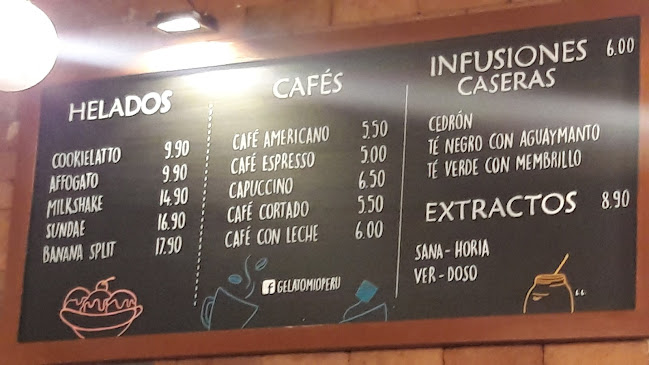 HELADOS
COOKIELATTO 9.90
AFFOGATO 9.90
MILKSHAKE 14.90
SUNDAE 16.90
BANANA SPLIT 17.90
CAFÉS
CAFÉ AMERICANO 5.50
CAFÉ ESPRESSO 5.00
CAPUCCINO 6.50
CAFÉ CORTADO 5.50
CAFÉ CON LECHE 6.00
GELATOMIOPERU
INFUSIONES 6.00
CASERAS
CEDRÓN
TÉ NEGRO CON AGUAYMANTO
TÉ VERDE CON MEMBRILLO
EXTRACTOS 8.90
SANA-HORIA
VER-DOSO